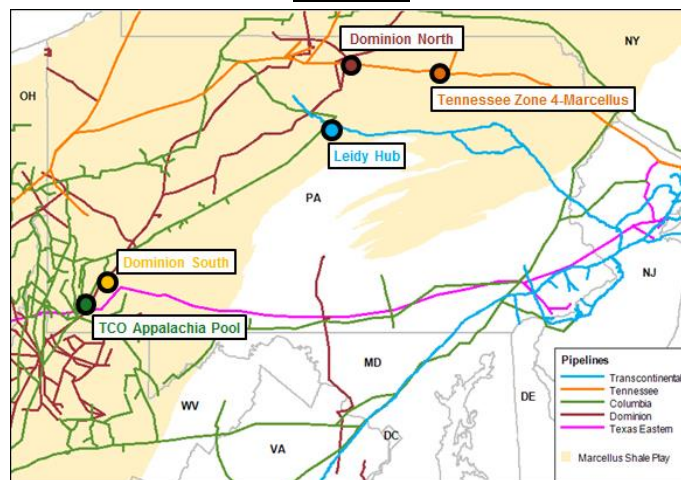 Dominion North
NY
OH
Tennessee Zone 4-Marcellus
Leidy Hub
PA
Dominion South
NJ
TCO Appalachia Pool
MD
Pipelines
Transcontinental
Tennessee
Columbia
Dominion
Texas Eastern
Marcellus Shale Play
DE
WV
VA
DC